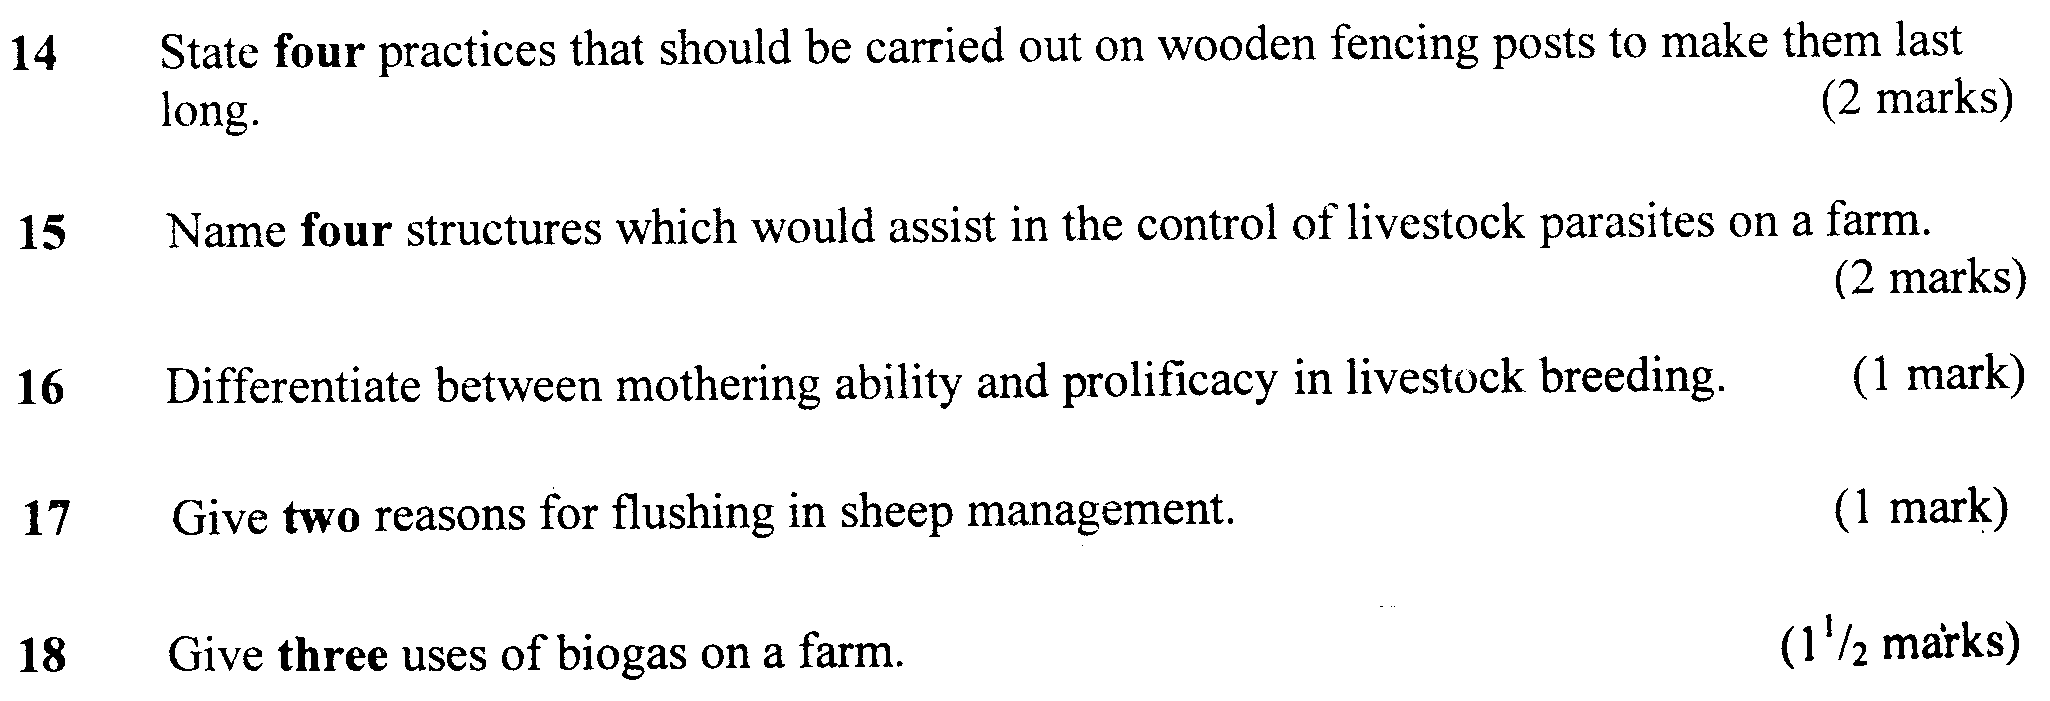 14 State four practices that should be carried out on wooden fencing posts to make them last
long. (2 marks)
15 Name four structures which would assist in the control of livestock parasites on a farm.
(2 marks)
16 Differentiate between mothering ability and prolificacy in livestock breeding. (1 mark)
17 Give two reasons for flushing in sheep management. (1 mark)
18 Give three uses of biogas on a farm. (1 1/2 marks)